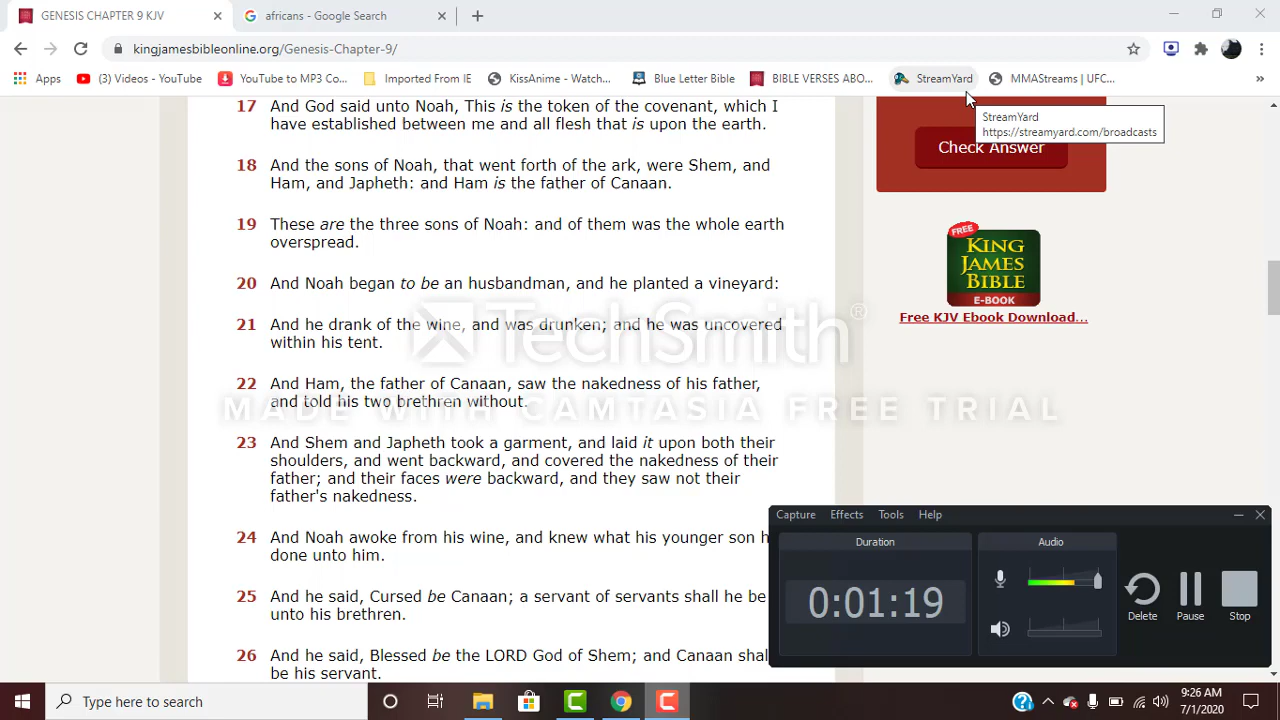 GENESIS CHAPTER 9 KJV
africans - Google Search
kingjamesbibleonline.org/Genesis-Chapter-9/
Apps
(3) Videos - YouTube
YouTube to MP3 Co...
Imported From IE
KissAnime - Watch...
Blue Letter Bible
BIBLE VERSES ABO...
StreamYard
MMAStreams | UFC...
»
StreamYard
https://streamyard.com/broadcasts
Check Answer
17 And God said unto Noah, This is the token of the covenant, which I
have established between me and all flesh that is upon the earth.
18 And the sons of Noah, that went forth of the ark, were Shem, and
Ham, and Japheth: and Ham is the father of Canaan.
19 These are the three sons of Noah: and of them was the whole earth
overspread.
20 And Noah began to be an husbandman, and he planted a vineyard:
21 And he drank of the wine, and was drunken; and he was uncovered
within his tent.
22 And Ham, the father of Canaan, saw the nakedness of his father,
and told his two brethren without.
23 And Shem and Japheth took a garment, and laid it upon both their
shoulders, and went backward, and covered the nakedness of their
father; and their faces were backward, and they saw not their
father's nakedness.
24 And Noah awoke from his wine, and knew what his younger son h
done unto him.
25 And he said, Cursed be Canaan; a servant of servants shall he be
unto his brethren.
26 And he said, Blessed be the LORD God of Shem; and Canaan shal
be his servant.
FREE
KING
JAMES
BIBLE
E-BOOK
Free KJV Ebook Download...
TechSmith®
MADE WITH CAMTASIA FREE TRIAL
Capture Effects Tools Help
Duration
0:01:19
Audio
Delete
Pause
Stop
Type here to search
9:26 AM
7/1/2020